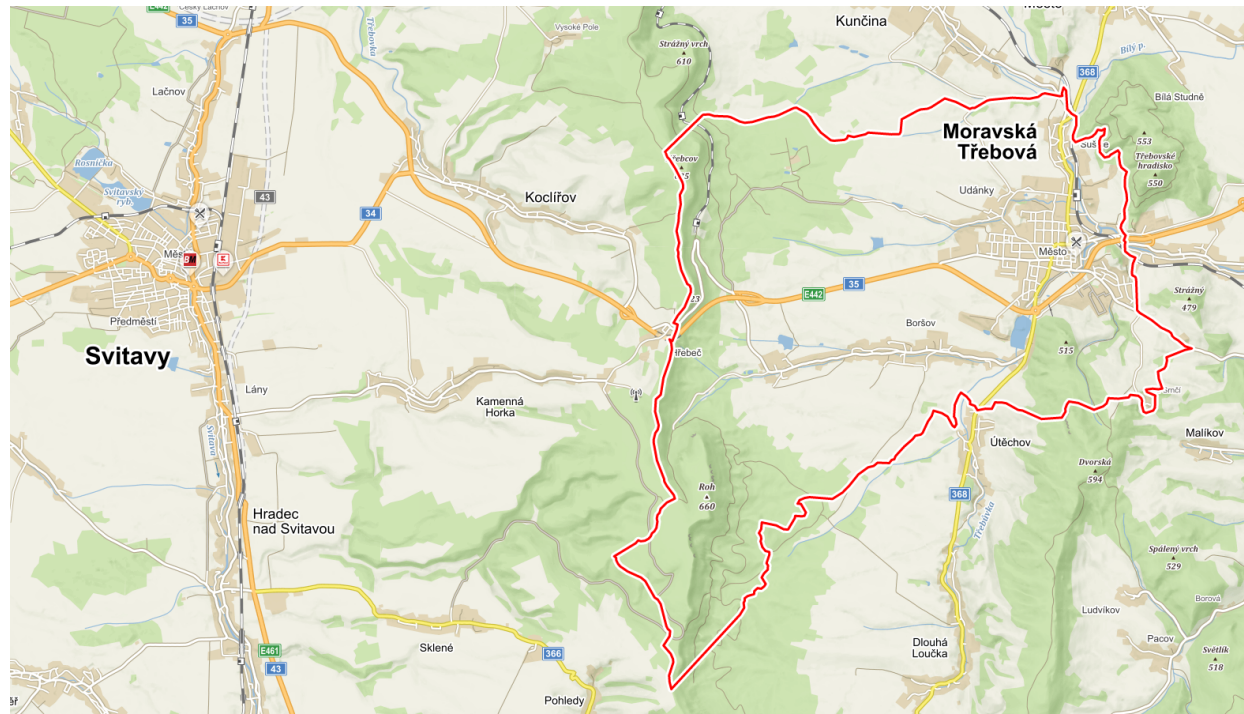 Český Lačnov
35
Třebovka
Vysoké Pole
Kunčina
Strážný vrch
610
368
Bílý p.
Lačnov
Bílá Studně
Moravská
Třebová
553
Třebovské
hradisko
550
Rosnička
Svitavský
ryb.
43
Koclířov
Udánky
34
Město
Strážný
479
E442
35
Předměstí
Boršov
Hřebeč
515
Svitavy
Lány
Kamenná
Horka
Útěchov
Malíkov
Svitava
Dvorská
594
Roh
660
368
Hradec
nad Svitavou
Třebůvka
Spálený vrch
529
Borová
Ludvíkov
Pacov
Sklené
Dlouhá
Loučka
Světlík
518
E461
43
366
Pohledy